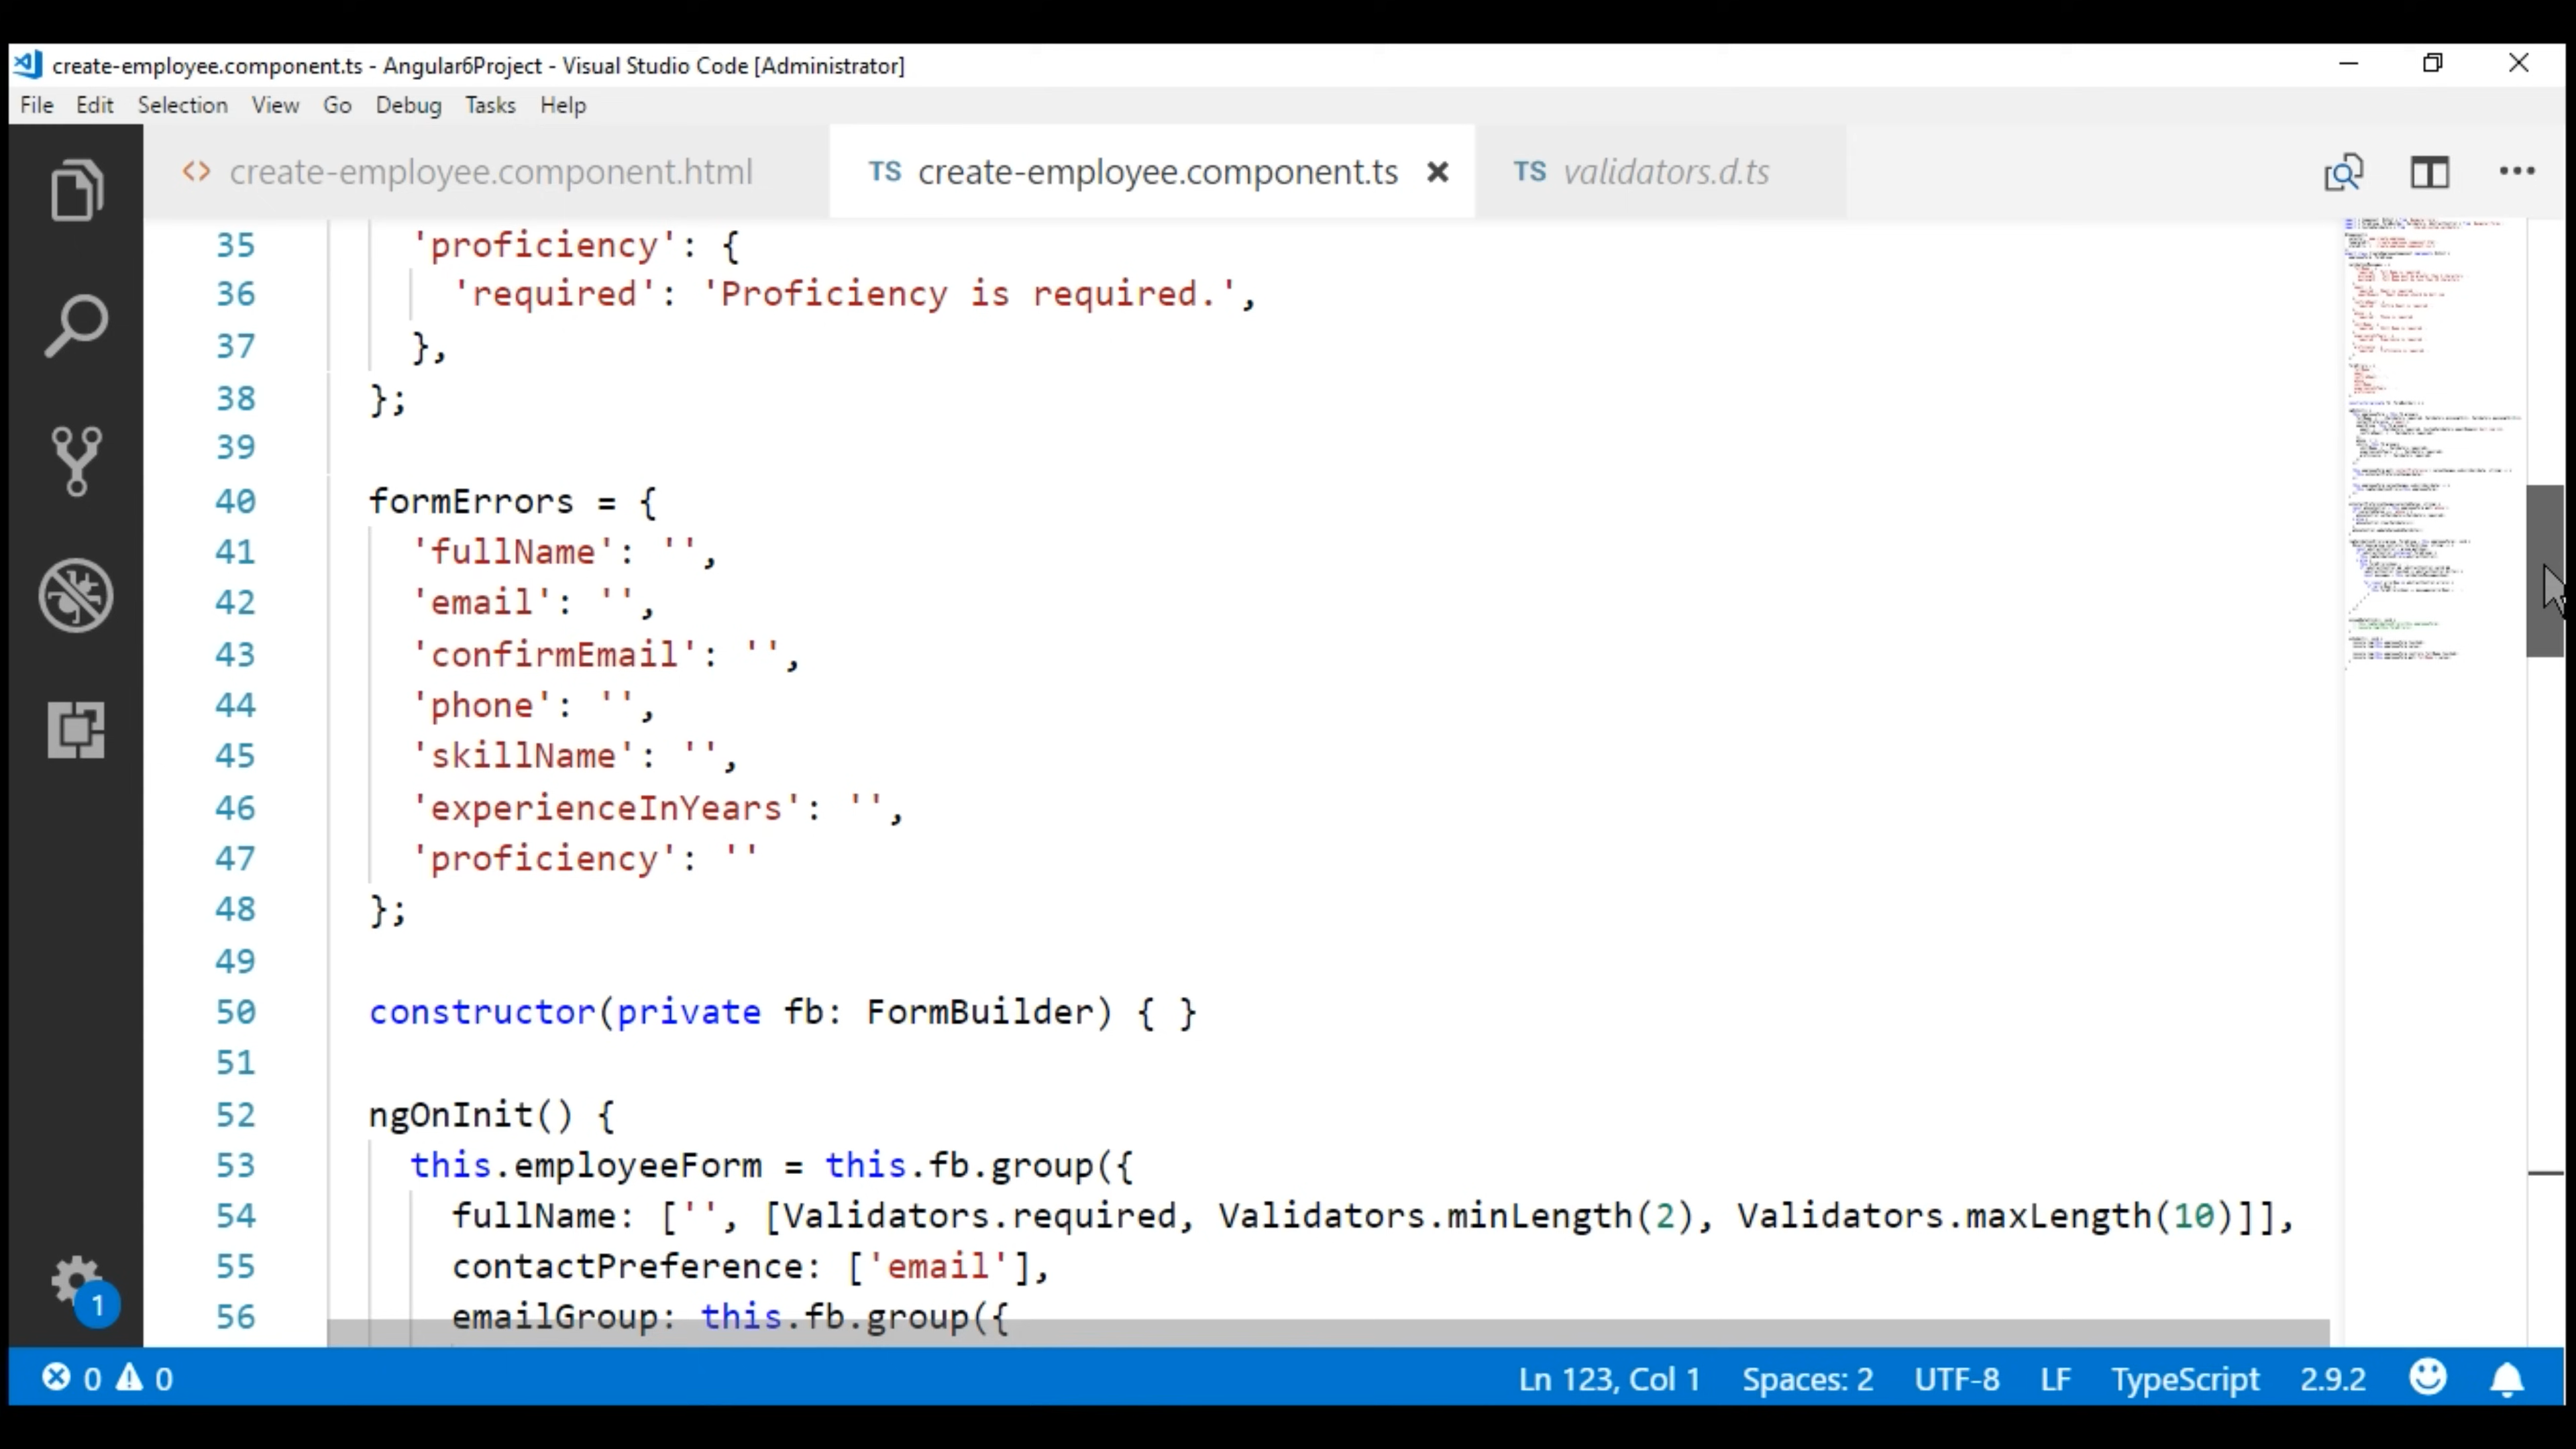 create-employee.component.ts - Angular6Project - Visual Studio Code [Administrator]
File Edit Selection View Go Debug Tasks Help
<> create-employee.component.html TS create-employee.component.ts TS validators.d.ts
35 'proficiency': {
36 'required': 'Proficiency is required.',
37 },
38 };
39
40 formErrors = {
41 'fullName': '',
42 'email': '',
43 'confirmEmail': '',
44 'phone': '',
45 'skillName': '',
46 'experienceInYears': '',
47 'proficiency': ''
48 };
49
50 constructor(private fb: FormBuilder) { }
51
52 ngOnInit() {
53 this.employeeForm = this.fb.group({
54 fullName: ['', [Validators.required, Validators.minLength(2), Validators.maxLength(10)]],
55 contactPreference: ['email'],
56 emailGroup: this.fb.group({
1
0 0 Ln 123, Col 1 Spaces: 2 UTF-8 LF TypeScript 2.9.2